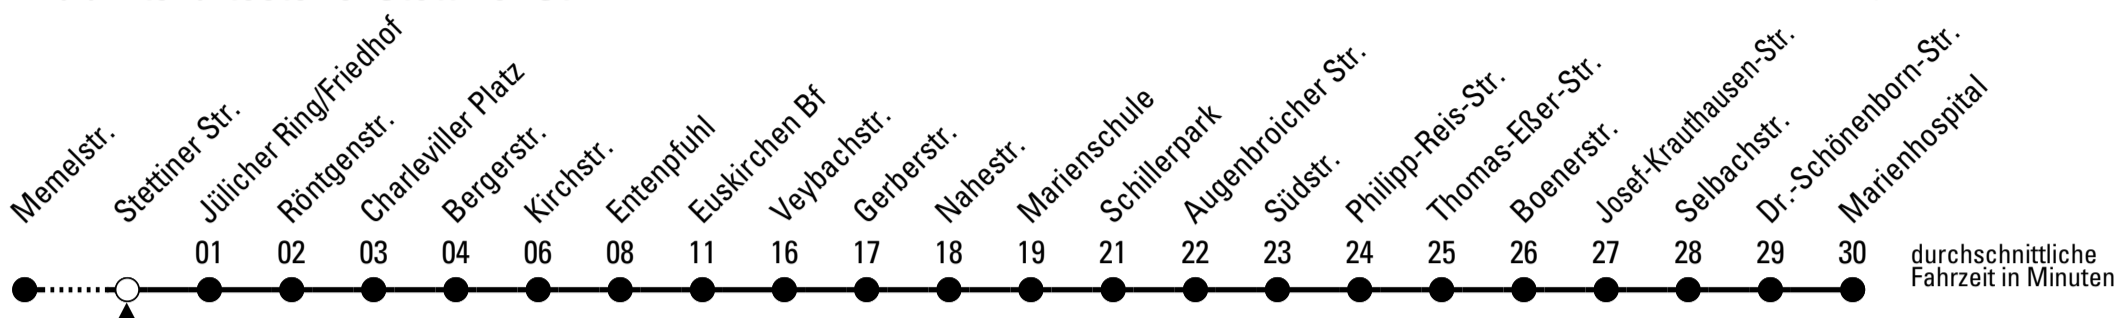 Memelstr.
Stettiner Str.
Jülicher Ring/Friedhof
Röntgenstr.
Charleviller Platz
Bergerstr.
Kirchstr.
Entenpfuhl
Euskirchen Bf
Veybachstr.
Gerberstr.
Nahestr.
Marienschule
Schillerpark
Augenbroicher Str.
Südstr.
Philipp-Reis-Str.
Thomas-Eßer-Str.
Boenerstr.
Josef-Krauthausen-Str.
Selbachstr.
Dr.-Schönenborn-Str.
Marienhospital
01 02 03 04 06 08 11 16 17 18 19 21 22 23 24 25 26 27 28 29 30
durchschnittliche
Fahrzeit in Minuten